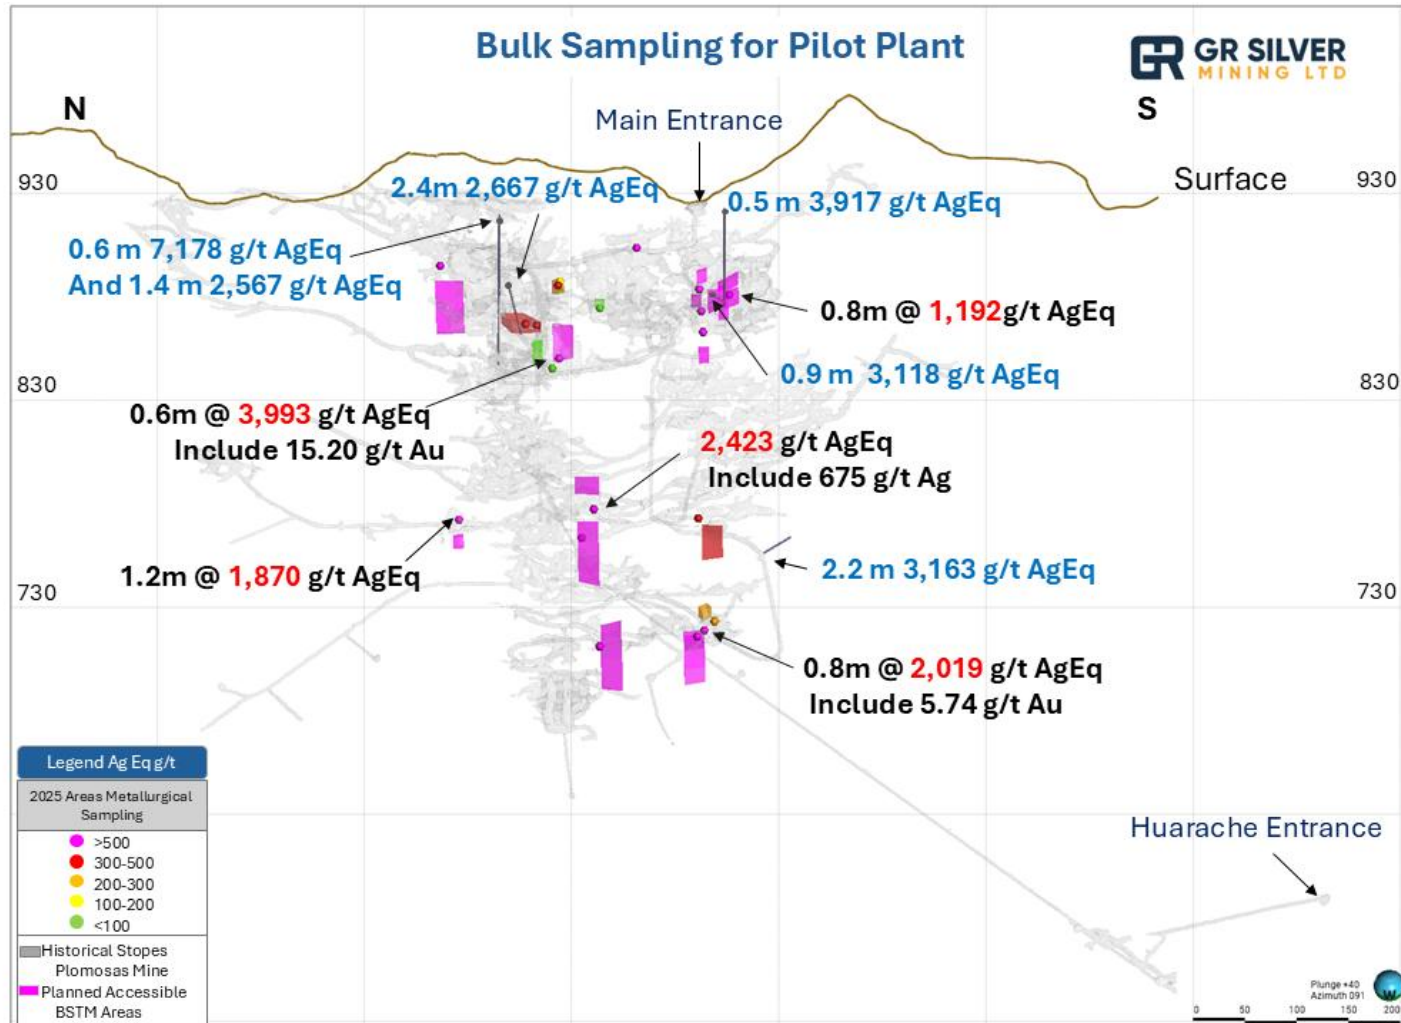 Bulk Sampling for Pilot Plant
GR SILVER
MINING LTD
N
Main Entrance
S
Surface
930
930
2.4m 2,667 g/t AgEq
0.5 m 3,917 g/t AgEq
0.6 m 7,178 g/t AgEq
And 1.4 m 2,567 g/t AgEq
0.8m @ 1,192g/t AgEq
0.9 m 3,118 g/t AgEq
830
830
0.6m @ 3,993 g/t AgEq
Include 15.20 g/t Au
2,423 g/t AgEq
Include 675 g/t Ag
1.2m @ 1,870 g/t AgEq
2.2 m 3,163 g/t AgEq
730
730
0.8m @ 2,019 g/t AgEq
Include 5.74 g/t Au
Legend Ag Eq g/t
2025 Areas Metallurgical
Sampling
>500
300-500
200-300
100-200
<100
Historical Stopes
Plomosas Mine
Planned Accessible
BSTM Areas
Huarache Entrance
Plunge +40
Azimuth 091
W
0 50 100 150 200